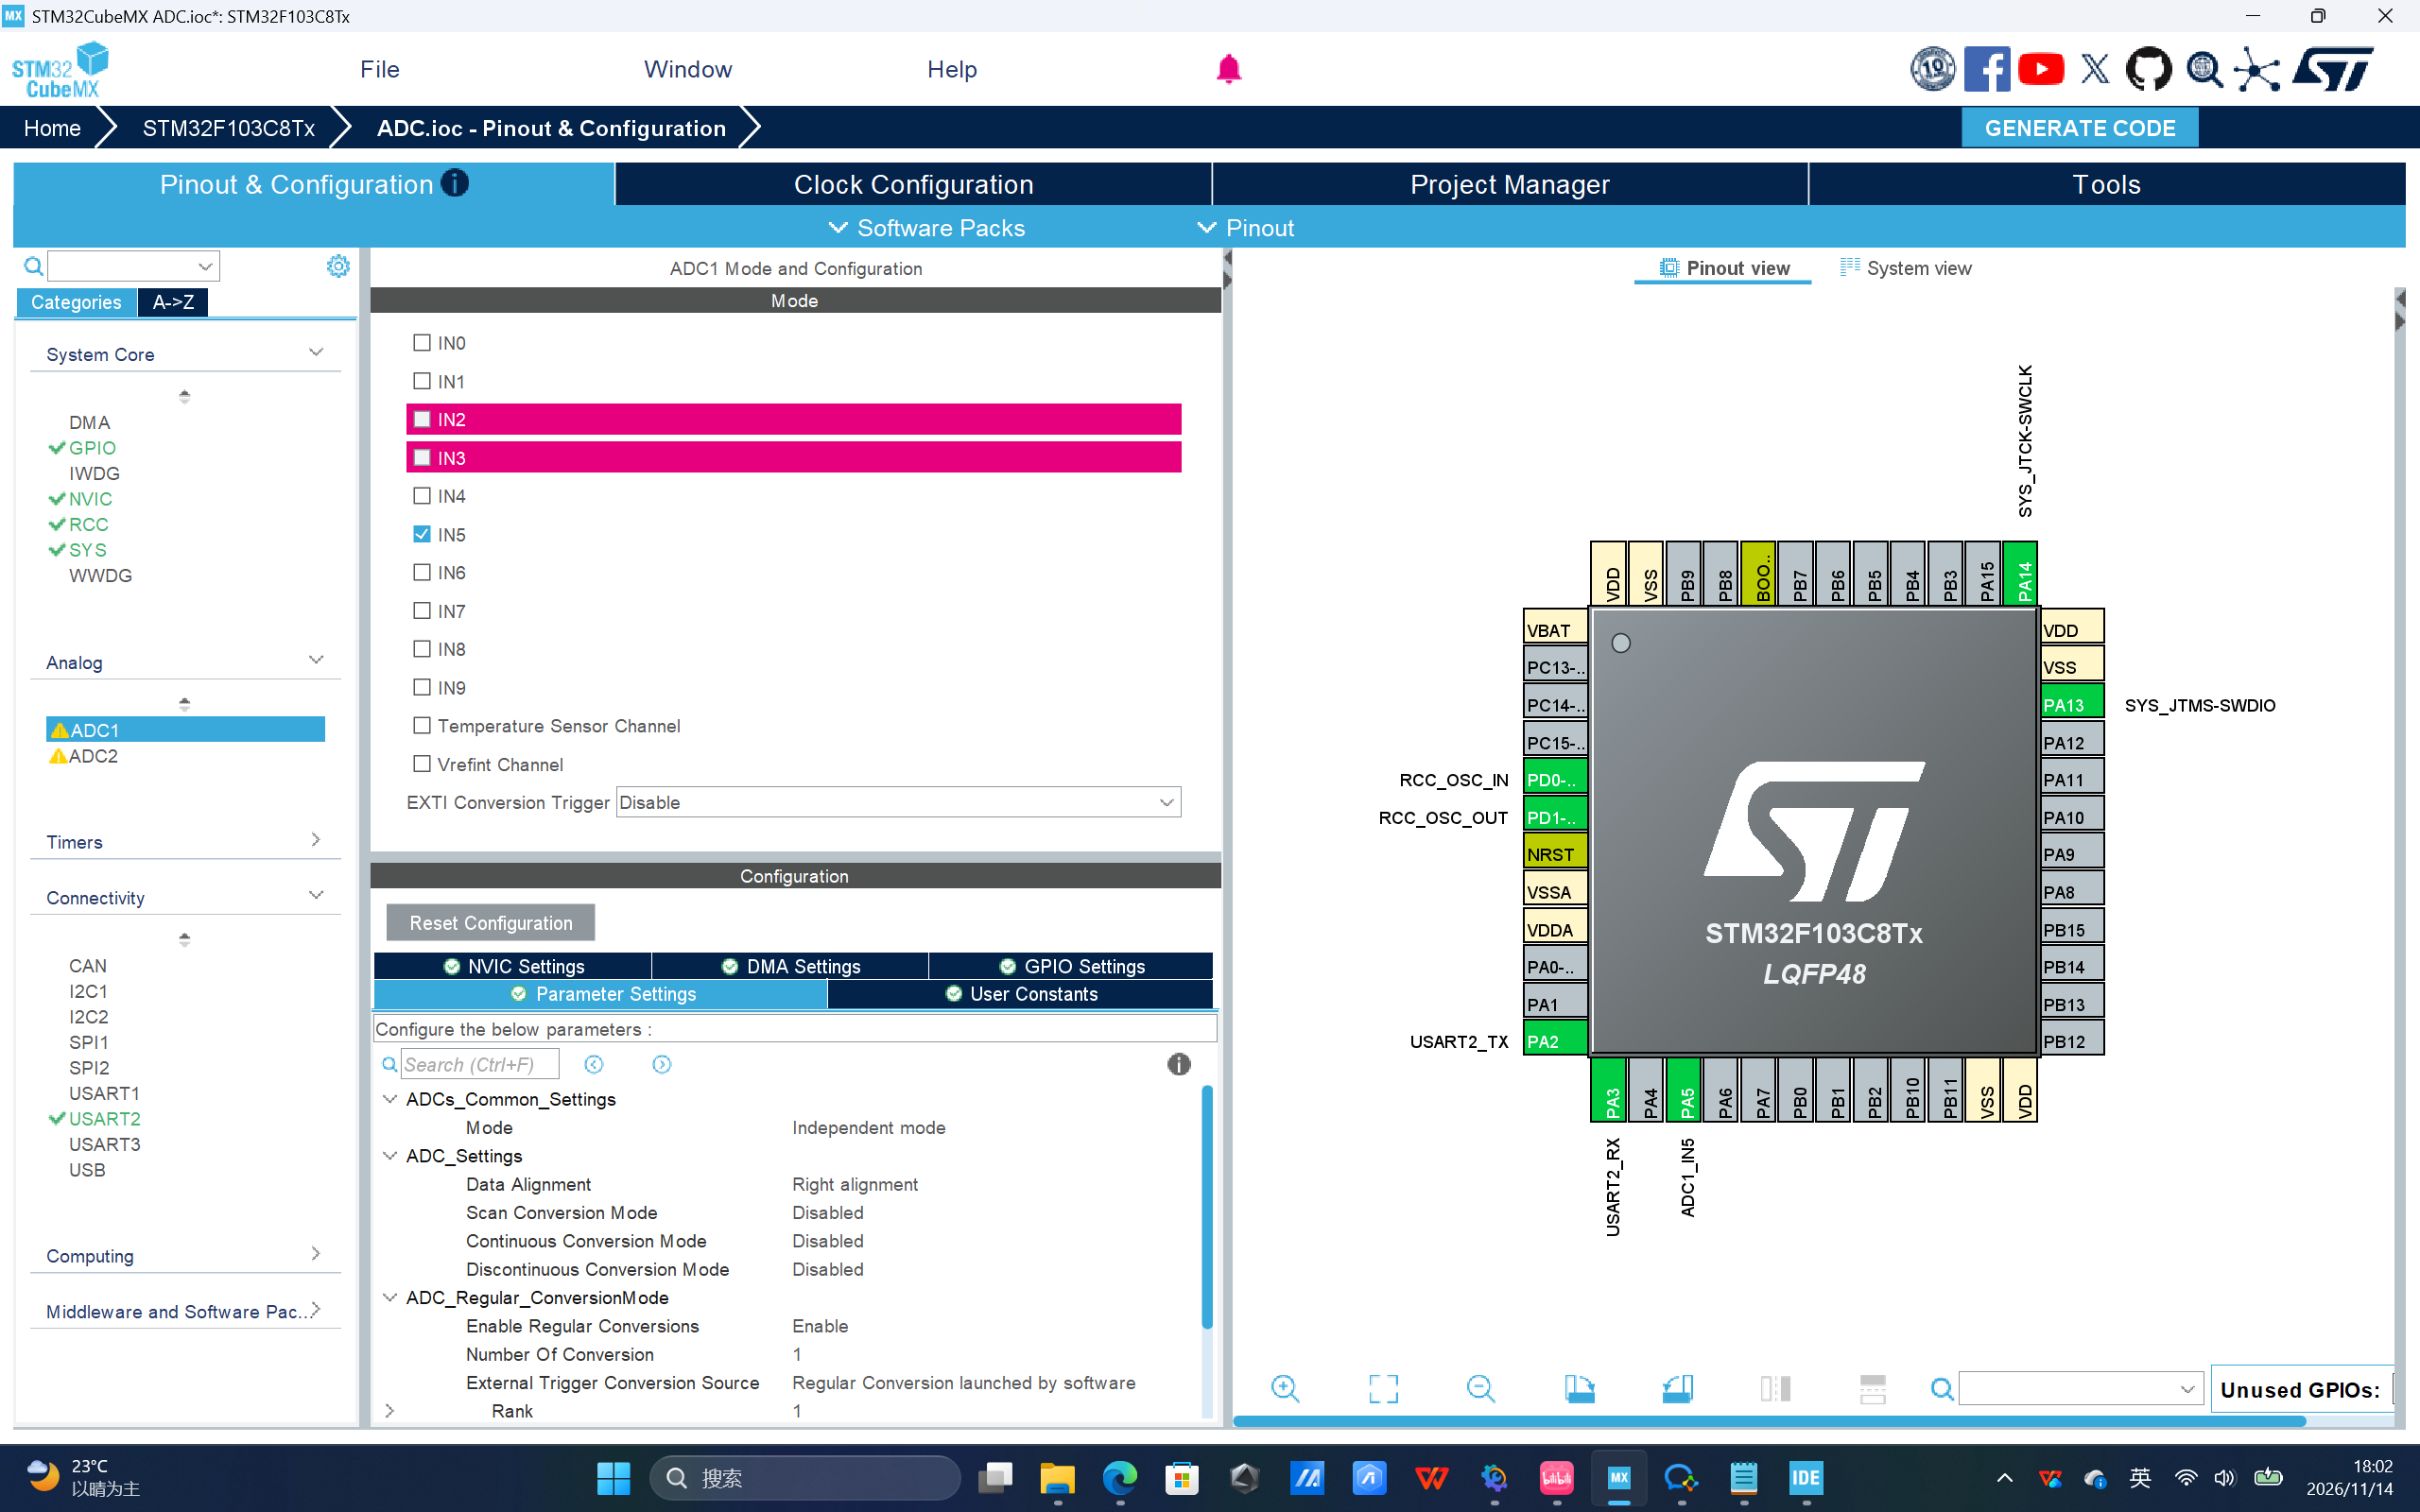 MX STM32CubeMX ADC.ioc*: STM32F103C8Tx
STM32 CubeMX
File Window Help
10
Home STM32F103C8Tx ADC.ioc - Pinout & Configuration GENERATE CODE
Pinout & Configuration Clock Configuration Project Manager Tools
Software Packs Pinout
Categories A->Z
System Core
DMA
GPIO
IWDG
NVIC
RCC
SYS
WWDG
Analog
ADC1
ADC2
Timers
Connectivity
CAN
I2C1
I2C2
SPI1
SPI2
USART1
USART2
USART3
USB
Computing
Middleware and Software Pac...
ADC1 Mode and Configuration
Mode
IN0
IN1
IN2
IN3
IN4
IN5
IN6
IN7
IN8
IN9
Temperature Sensor Channel
Vrefint Channel
EXTI Conversion Trigger Disable
Configuration
Reset Configuration
NVIC Settings DMA Settings GPIO Settings
Parameter Settings User Constants
Configure the below parameters :
Search (Ctrl+F)
ADCs_Common_Settings
Mode Independent mode
ADC_Settings
Data Alignment Right alignment
Scan Conversion Mode Disabled
Continuous Conversion Mode Disabled
Discontinuous Conversion Mode Disabled
ADC_Regular_ConversionMode
Enable Regular Conversions Enable
Number Of Conversion 1
External Trigger Conversion Source Regular Conversion launched by software
Rank 1
Pinout view System view
SYS_JTCK-SWCLK
VDD VSS PB9 PB8 BOO.. PB7 PB6 PB5 PB4 PB3 PA15 PA14
VBAT
PC13-..
PC14-..
PC15-..
RCC_OSC_IN PD0-..
RCC_OSC_OUT PD1-..
NRST
VSSA
VDDA
PA0-..
PA1
USART2_TX PA2
STM32F103C8Tx
LQFP48
VDD
VSS
PA13 SYS_JTMS-SWDIO
PA12
PA11
PA10
PA9
PA8
PB15
PB14
PB13
PB12
PA3 PA4 PA5 PA6 PA7 PB0 PB1 PB2 PB10 PB11 VSS VDD
USART2_RX ADC1_IN5
Unused GPIOs:
23°C
以晴为主
搜索
bilibili
MX
IDE
英
18:02
2026/11/14